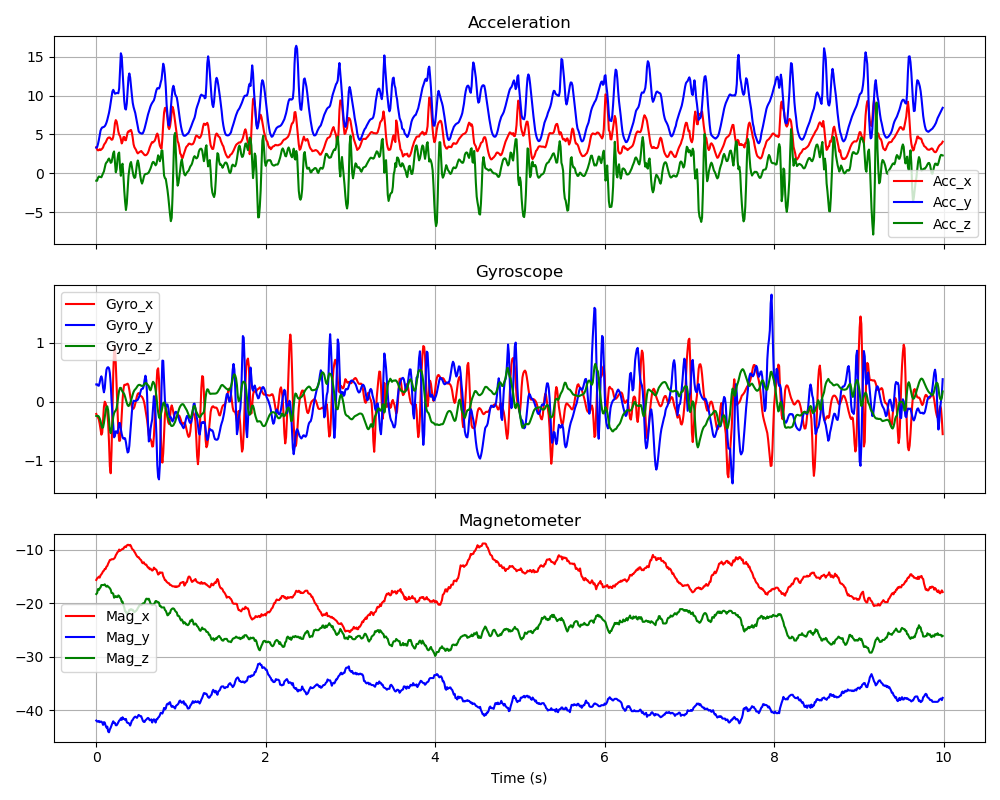 Acceleration
15
10
5
0
−5
Acc_x
Acc_y
Acc_z
Gyroscope
Gyro_x
Gyro_y
Gyro_z
1
0
−1
Magnetometer
−10
−20
−30
−40
Mag_x
Mag_y
Mag_z
0 2 4 6 8 10
Time (s)